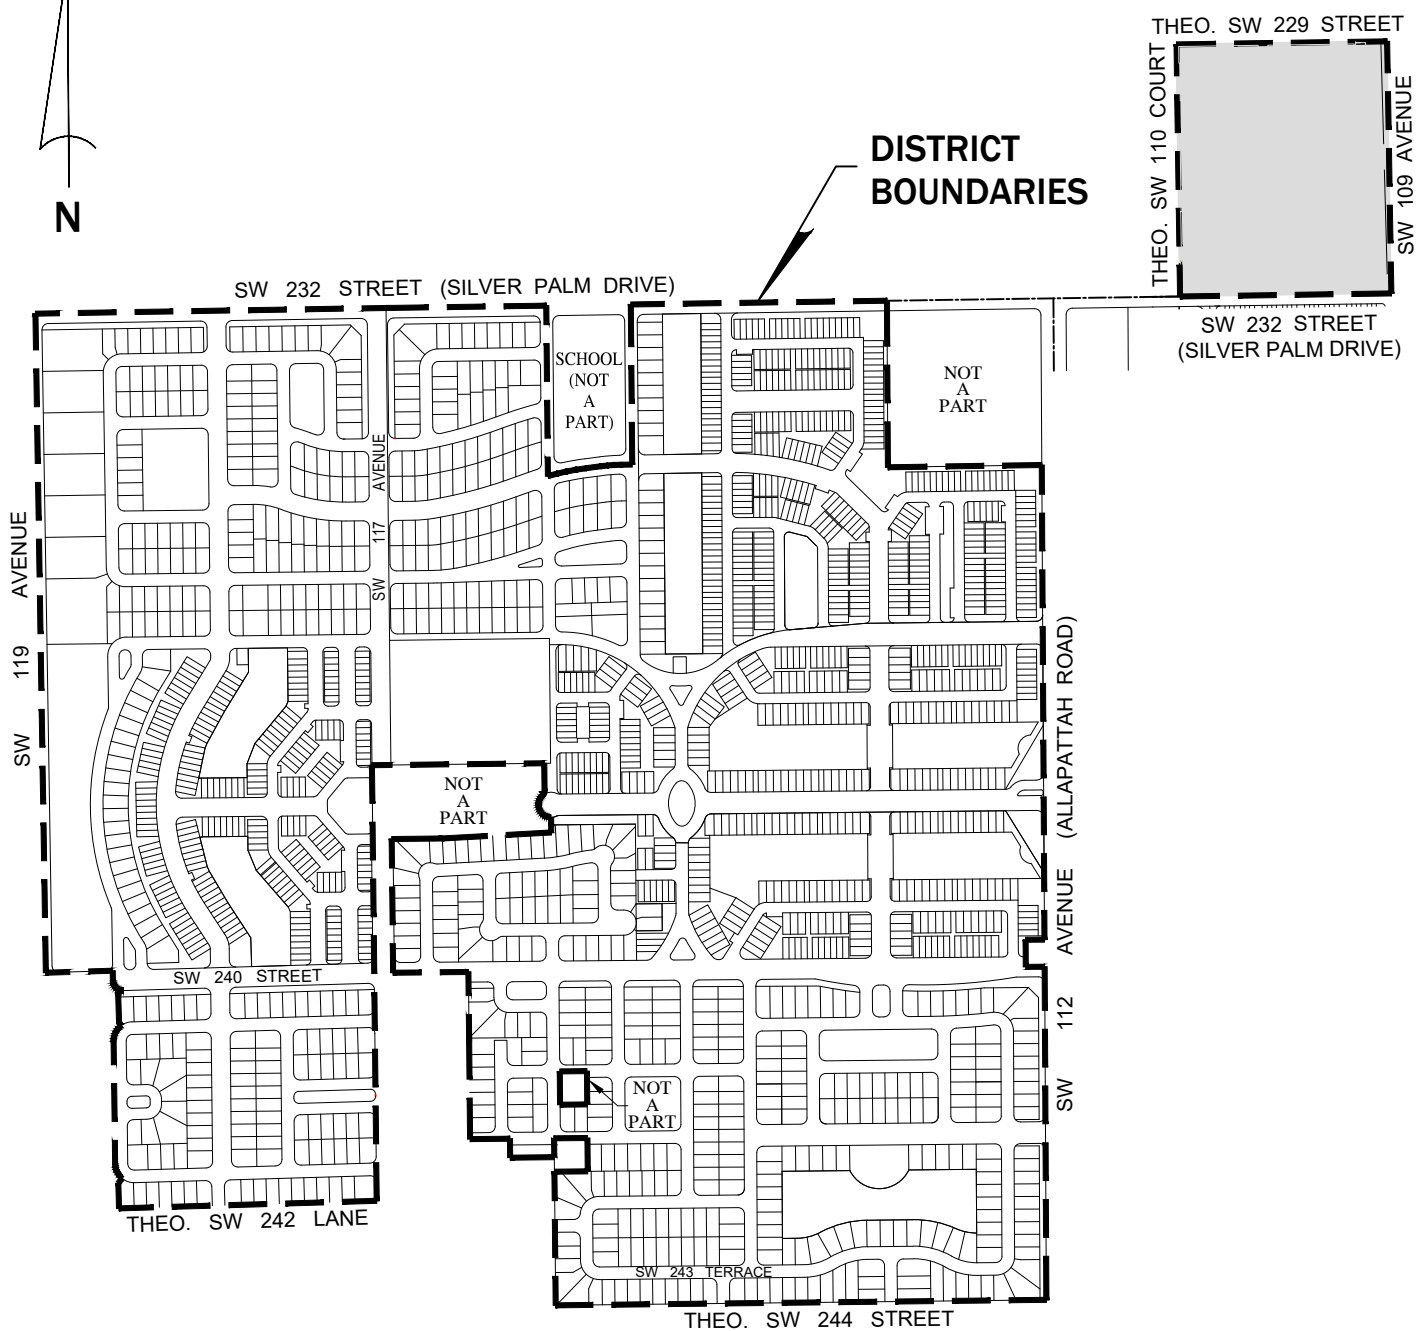 THEO. SW 229 STREET
THEO. SW 110 COURT
SW 109 AVENUE
DISTRICT
BOUNDARIES
N
SW 232 STREET (SILVER PALM DRIVE)
SW 232 STREET
(SILVER PALM DRIVE)
SCHOOL
(NOT
A
PART)
NOT
A
PART
SW 117 AVENUE
SW 119 AVENUE
SW 112 AVENUE (ALLAPATTAH ROAD)
NOT
A
PART
SW 240 STREET
NOT
A
PART
THEO. SW 242 LANE
SW 243 TERRACE
THEO. SW 244 STREET